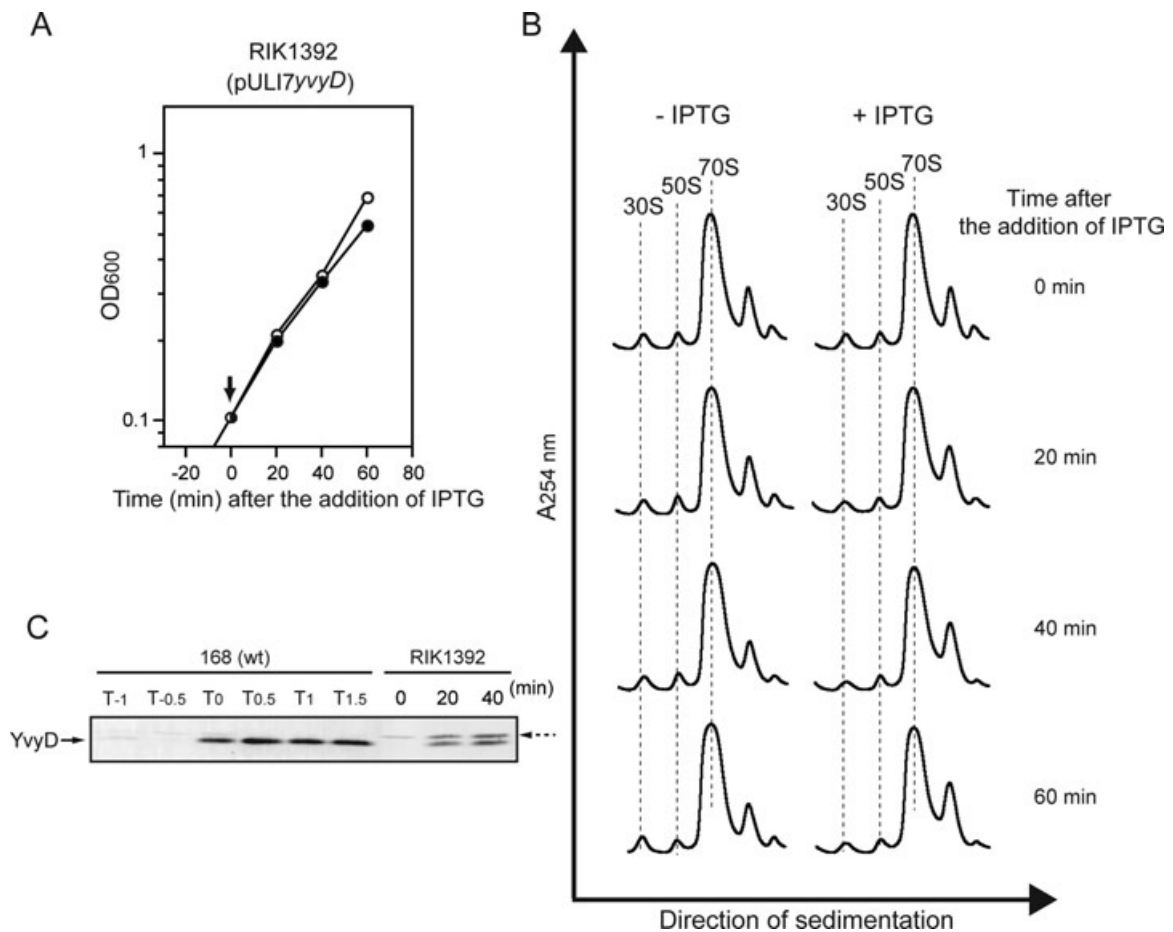 A
RIK1392
(pULI7yvyD)
1
OD600
0.1
-20 0 20 40 60 80
Time (min) after the addition of IPTG
B
- IPTG + IPTG
30S 50S 70S 30S 50S 70S
Time after
the addition of IPTG
0 min
20 min
40 min
60 min
A254 nm
Direction of sedimentation
C
168 (wt) RIK1392
T-1 T-0.5 T0 T0.5 T1 T1.5 0 20 40 (min)
YvyD